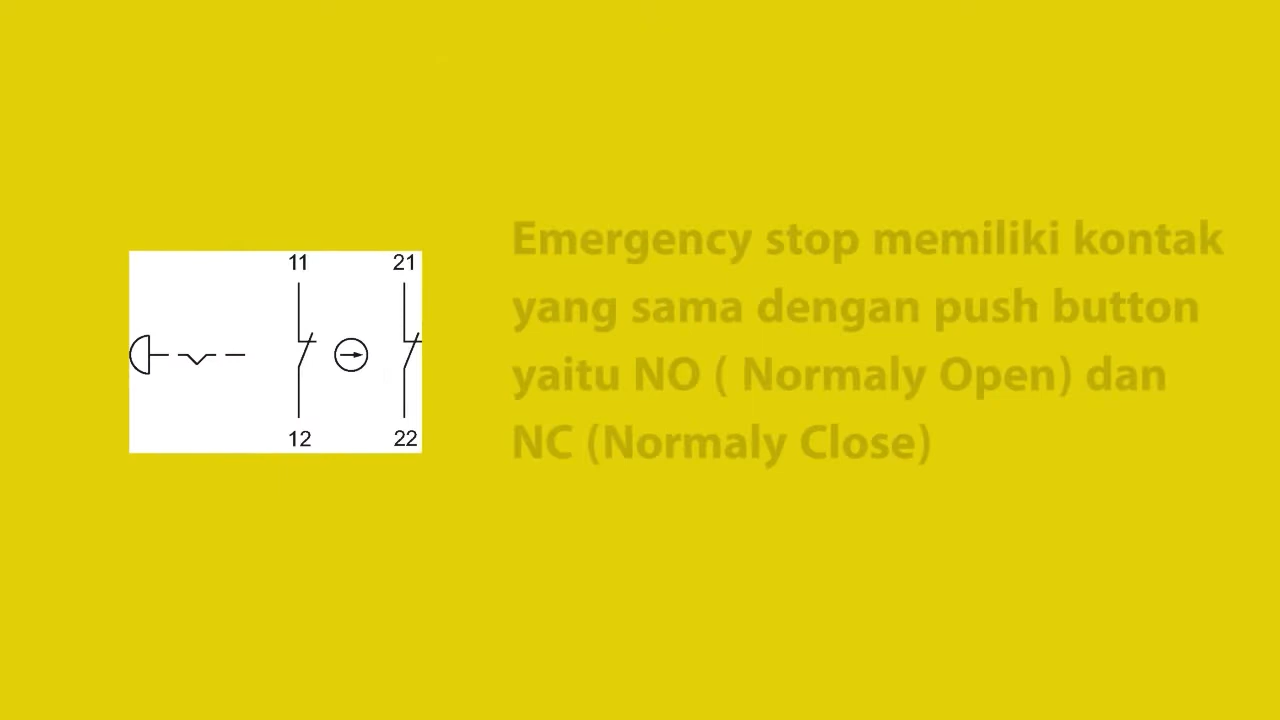 11 21
12 22
Emergency stop memiliki kontak
yang sama dengan push button
yaitu NO ( Normaly Open) dan
NC (Normaly Close)